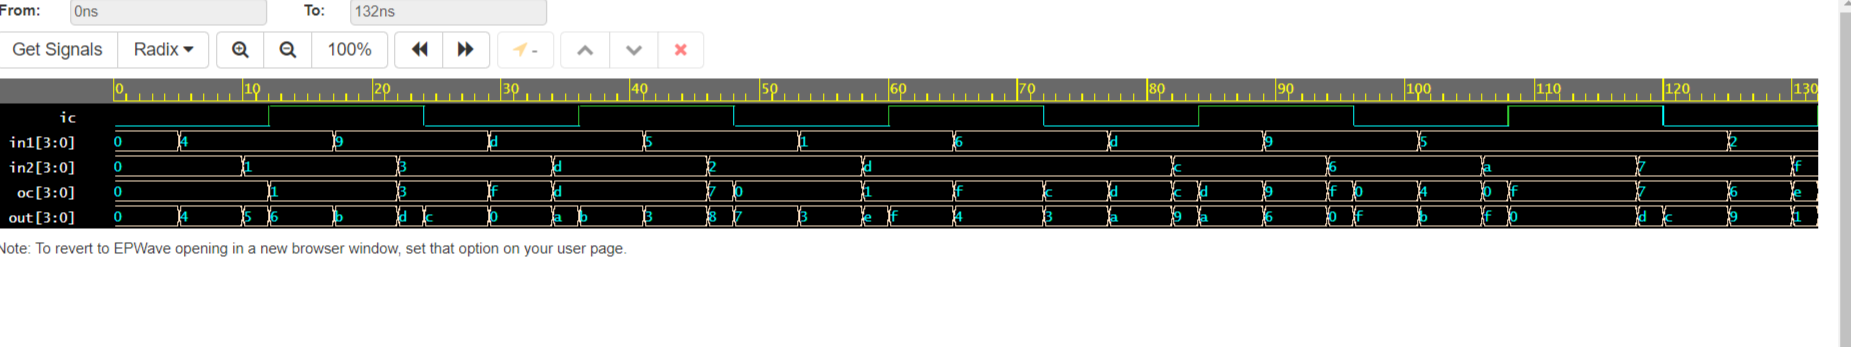 From: 0ns To: 132ns
Get Signals Radix 100% -
0 10 20 30 40 50 60 70 80 90 100 110 120 130
ic
in1[3:0] 0 4 9 d 5 1 6 d 9 5 2
in2[3:0] 0 1 3 d 2 d c 6 a 7 f
oc[3:0] 0 1 3 f d 7 0 1 f c d c d 9 f 0 4 0 f 7 6 e
out[3:0] 0 4 5 6 b d c 0 a b 3 8 7 3 e f 4 3 a 9 a 6 0 f b f 0 d c 9 1
Note: To revert to EPWave opening in a new browser window, set that option on your user page.